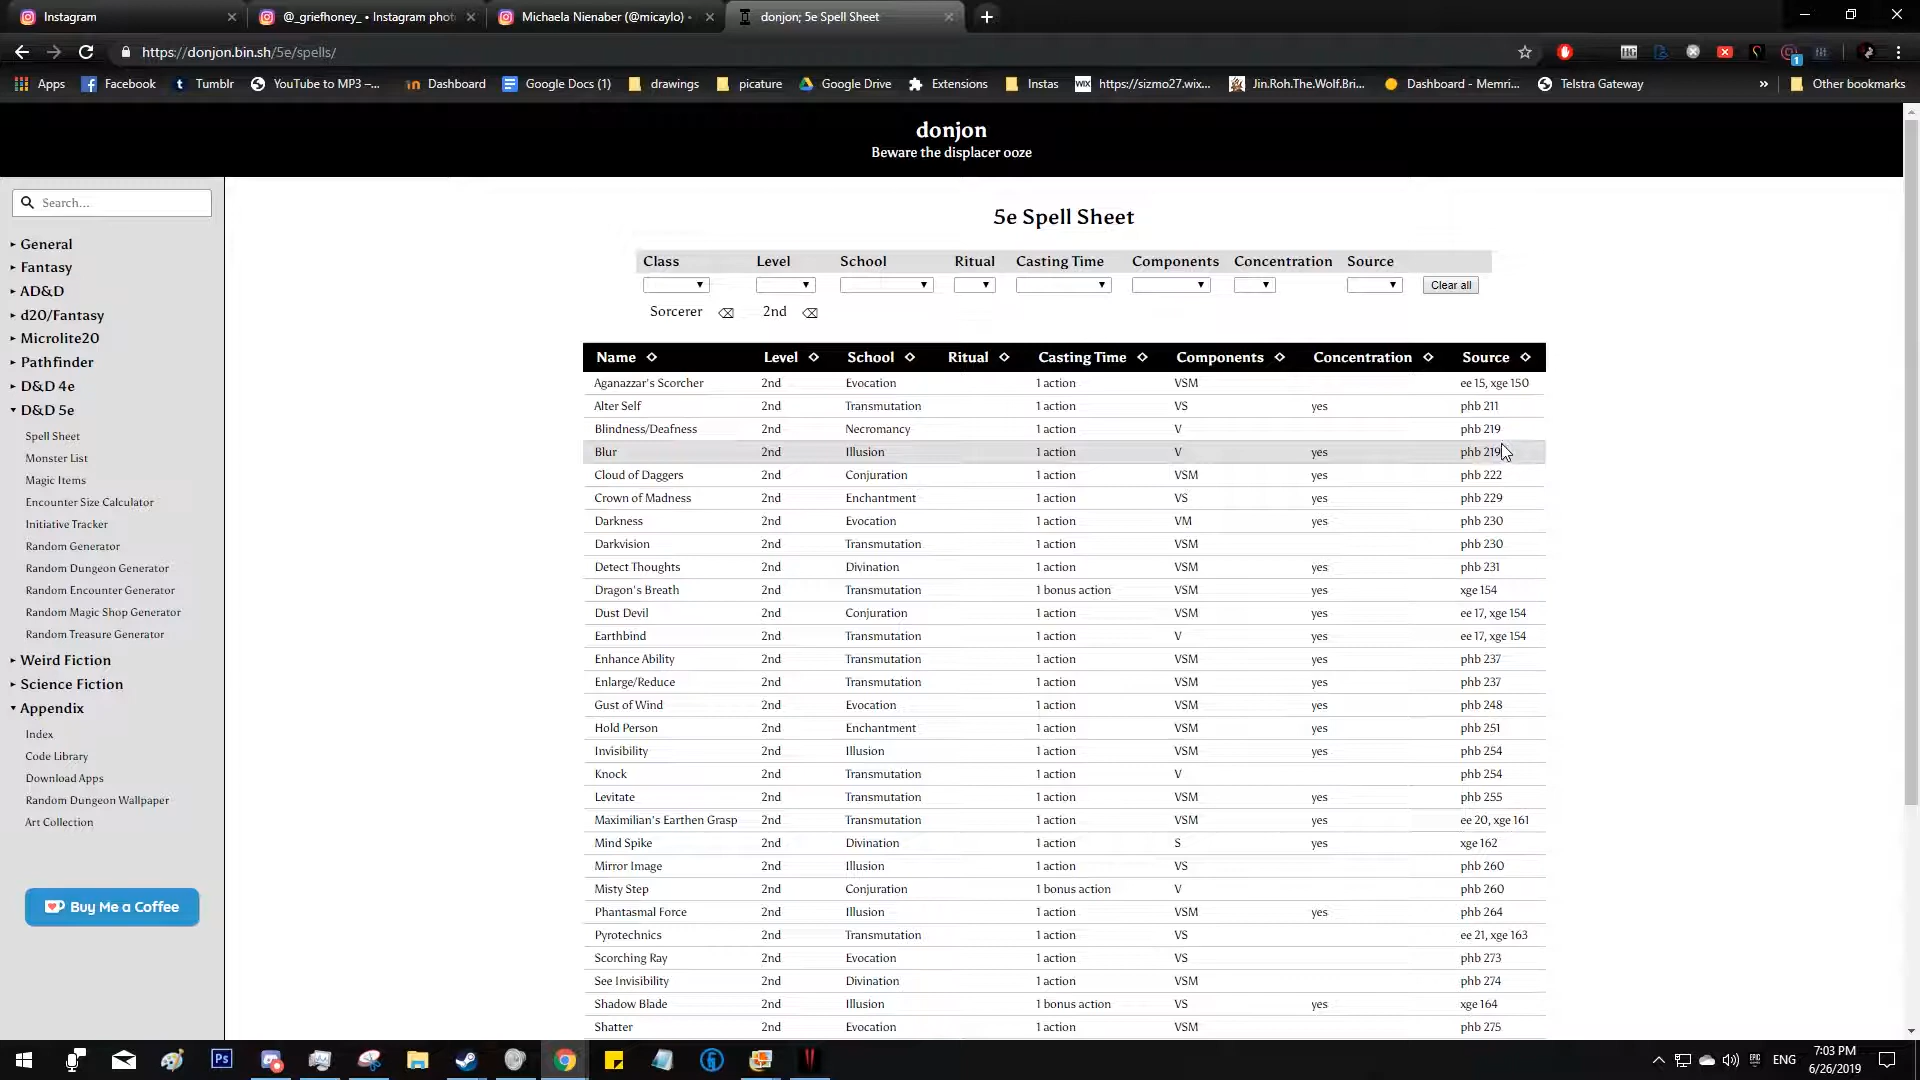 Instagram
@_griefhoney_ • Instagram phot
Michaela Nienaber (@micaylo) •
donjon; 5e Spell Sheet
https://donjon.bin.sh/5e/spells/
Apps
Facebook
Tumblr
YouTube to MP3 –...
Dashboard
Google Docs (1)
drawings
picature
Google Drive
Extensions
Instas
https://sizmo27.wix...
Jin.Roh.The.Wolf.Bri...
Dashboard - Memri...
Telstra Gateway
»
Other bookmarks
donjon
Beware the displacer ooze
Search...
General
Fantasy
AD&D
d20/Fantasy
Microlite20
Pathfinder
D&D 4e
D&D 5e
Spell Sheet
Monster List
Magic Items
Encounter Size Calculator
Initiative Tracker
Random Generator
Random Dungeon Generator
Random Encounter Generator
Random Magic Shop Generator
Random Treasure Generator
Weird Fiction
Science Fiction
Appendix
Index
Code Library
Download Apps
Random Dungeon Wallpaper
Art Collection
Buy Me a Coffee
5e Spell Sheet
Class Level School Ritual Casting Time Components Concentration Source
Clear all
Sorcerer 2nd
Name Level School Ritual Casting Time Components Concentration Source
Aganazzar's Scorcher 2nd Evocation 1 action VSM ee 15, xge 150
Alter Self 2nd Transmutation 1 action VS yes phb 211
Blindness/Deafness 2nd Necromancy 1 action V phb 219
Blur 2nd Illusion 1 action V yes phb 219
Cloud of Daggers 2nd Conjuration 1 action VSM yes phb 222
Crown of Madness 2nd Enchantment 1 action VS yes phb 229
Darkness 2nd Evocation 1 action VM yes phb 230
Darkvision 2nd Transmutation 1 action VSM phb 230
Detect Thoughts 2nd Divination 1 action VSM yes phb 231
Dragon's Breath 2nd Transmutation 1 bonus action VSM yes xge 154
Dust Devil 2nd Conjuration 1 action VSM yes ee 17, xge 154
Earthbind 2nd Transmutation 1 action V yes ee 17, xge 154
Enhance Ability 2nd Transmutation 1 action VSM yes phb 237
Enlarge/Reduce 2nd Transmutation 1 action VSM yes phb 237
Gust of Wind 2nd Evocation 1 action VSM yes phb 248
Hold Person 2nd Enchantment 1 action VSM yes phb 251
Invisibility 2nd Illusion 1 action VSM yes phb 254
Knock 2nd Transmutation 1 action V phb 254
Levitate 2nd Transmutation 1 action VSM yes phb 255
Maximilian's Earthen Grasp 2nd Transmutation 1 action VSM yes ee 20, xge 161
Mind Spike 2nd Divination 1 action S yes xge 162
Mirror Image 2nd Illusion 1 action VS phb 260
Misty Step 2nd Conjuration 1 bonus action V phb 260
Phantasmal Force 2nd Illusion 1 action VSM yes phb 264
Pyrotechnics 2nd Transmutation 1 action VS ee 21, xge 163
Scorching Ray 2nd Evocation 1 action VS phb 273
See Invisibility 2nd Divination 1 action VSM phb 274
Shadow Blade 2nd Illusion 1 bonus action VS yes xge 164
Shatter 2nd Evocation 1 action VSM phb 275
ENG
7:03 PM
6/26/2019